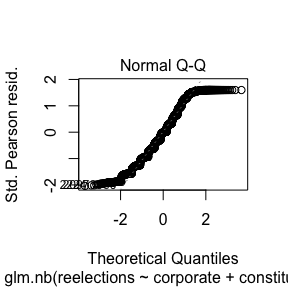 Normal Q-Q
Std. Pearson resid.
2
1
0
-2
-2
0
2
Theoretical Quantiles
glm.nb(reelections ~ corporate + constitu